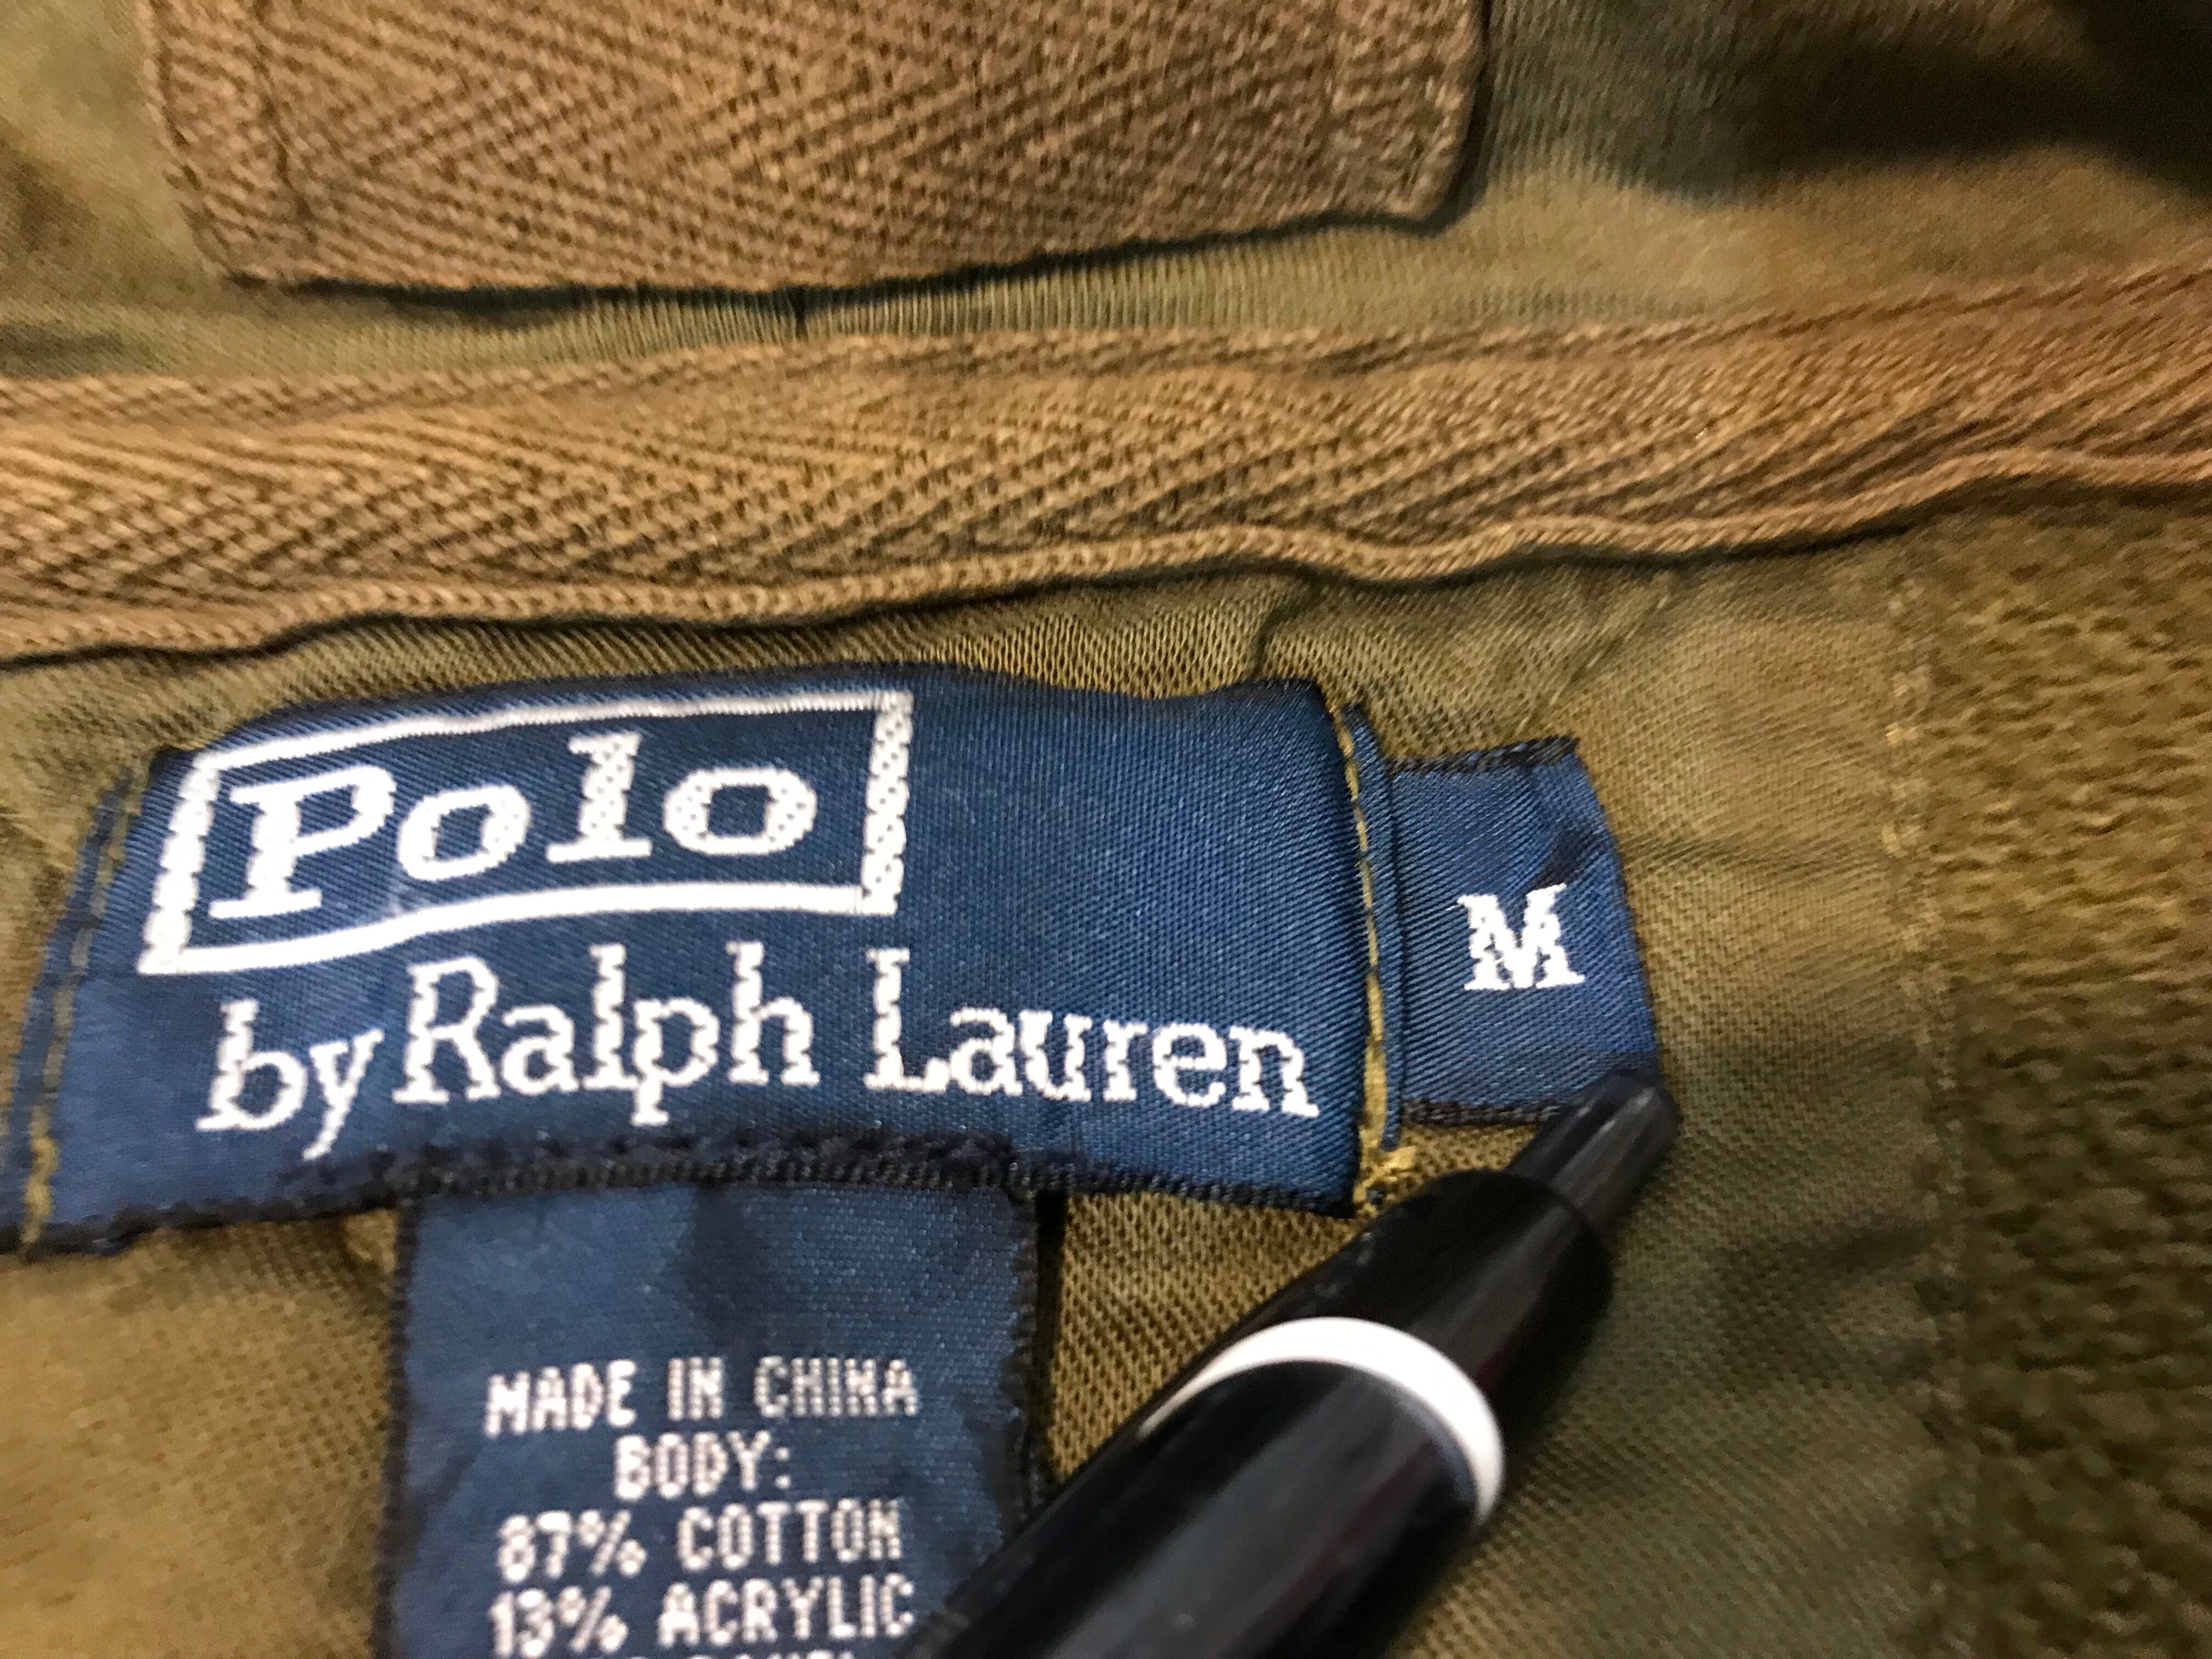 Polo
by Ralph Lauren
M
MADE IN CHINA
BODY:
87% COTTON
13% ACRYLIC